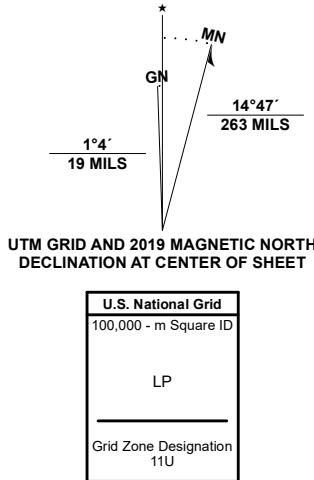 ★
MN
GN
14°47´
263 MILS
1°4´
19 MILS
UTM GRID AND 2019 MAGNETIC NORTH
DECLINATION AT CENTER OF SHEET
U.S. National Grid
100,000 - m Square ID
LP
Grid Zone Designation
11U